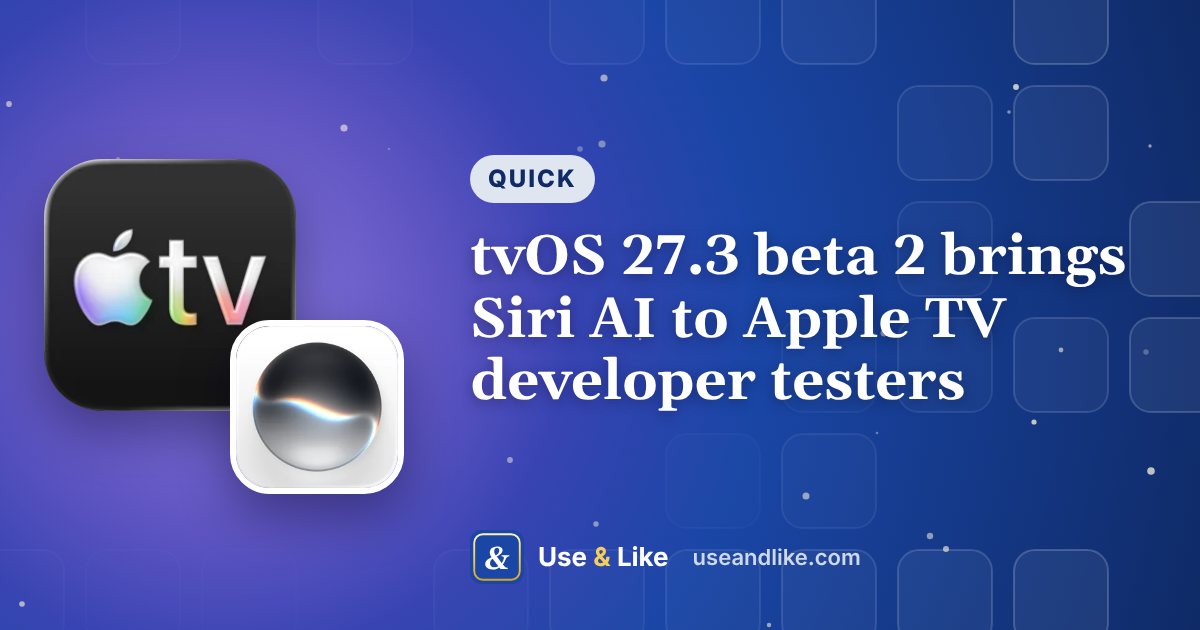 tv
QUICK
tvOS 27.3 beta 2 brings
Siri AI to Apple TV
developer testers
& Use & Like useandlike.com